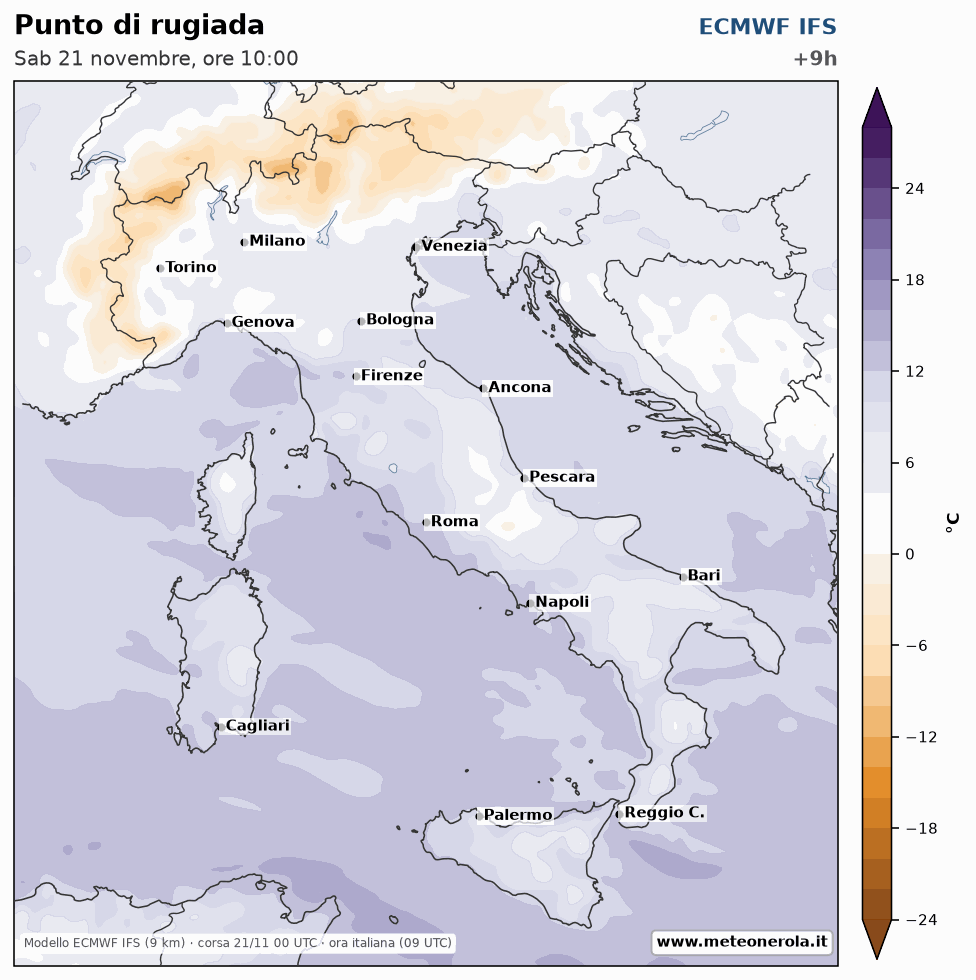 Punto di rugiada
ECMWF IFS
Sab 21 novembre, ore 10:00
+9h
Milano
Venezia
Torino
Genova
Bologna
Firenze
Ancona
Pescara
Roma
Bari
Napoli
Cagliari
Palermo
Reggio C.
24
18
12
6
0
−6
−12
−18
−24
°C
Modello ECMWF IFS (9 km) · corsa 21/11 00 UTC · ora italiana (09 UTC)
www.meteonerola.it